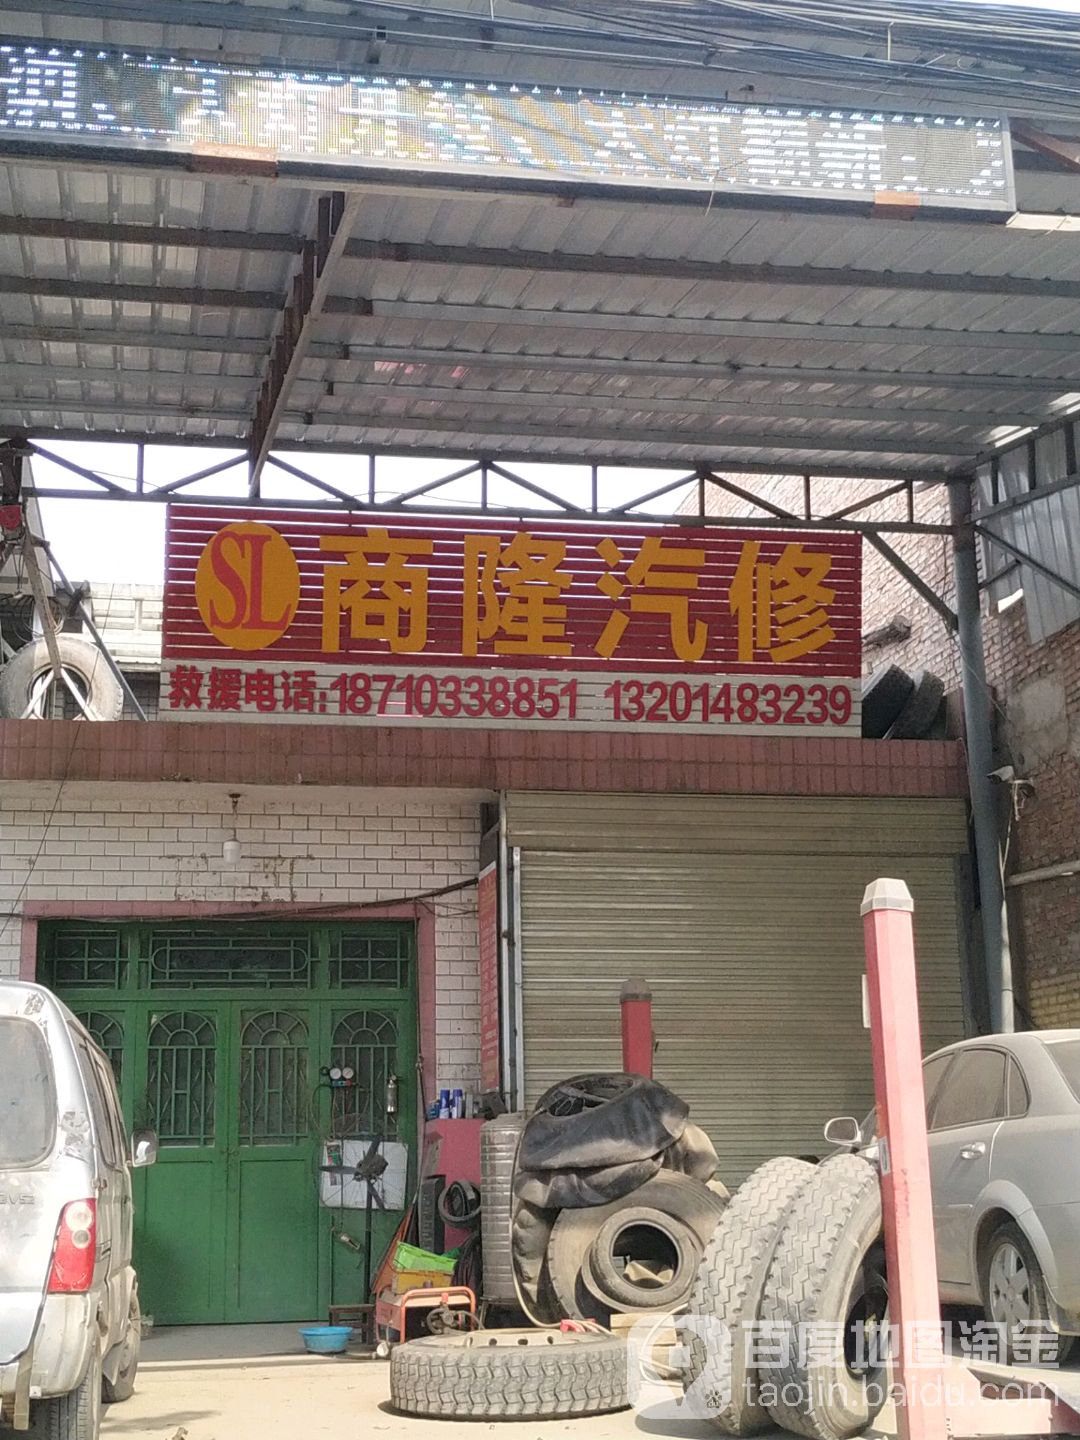 SL 商隆汽修
救援电话:18710338851 13201483239
百度地图淘金
taojin.baidu.com